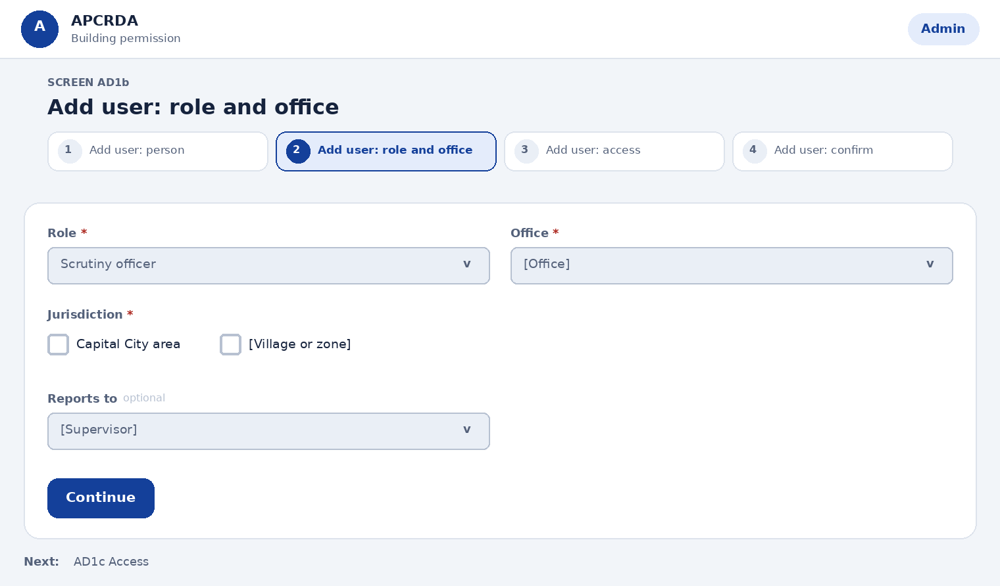 A
APCRDA
Building permission
Admin
SCREEN AD1b
Add user: role and office
1 Add user: person
2 Add user: role and office
3 Add user: access
4 Add user: confirm
Role *
Office *
Scrutiny officer v
[Office] v
Jurisdiction *
Capital City area
[Village or zone]
Reports to optional
[Supervisor] v
Continue
Next: AD1c Access